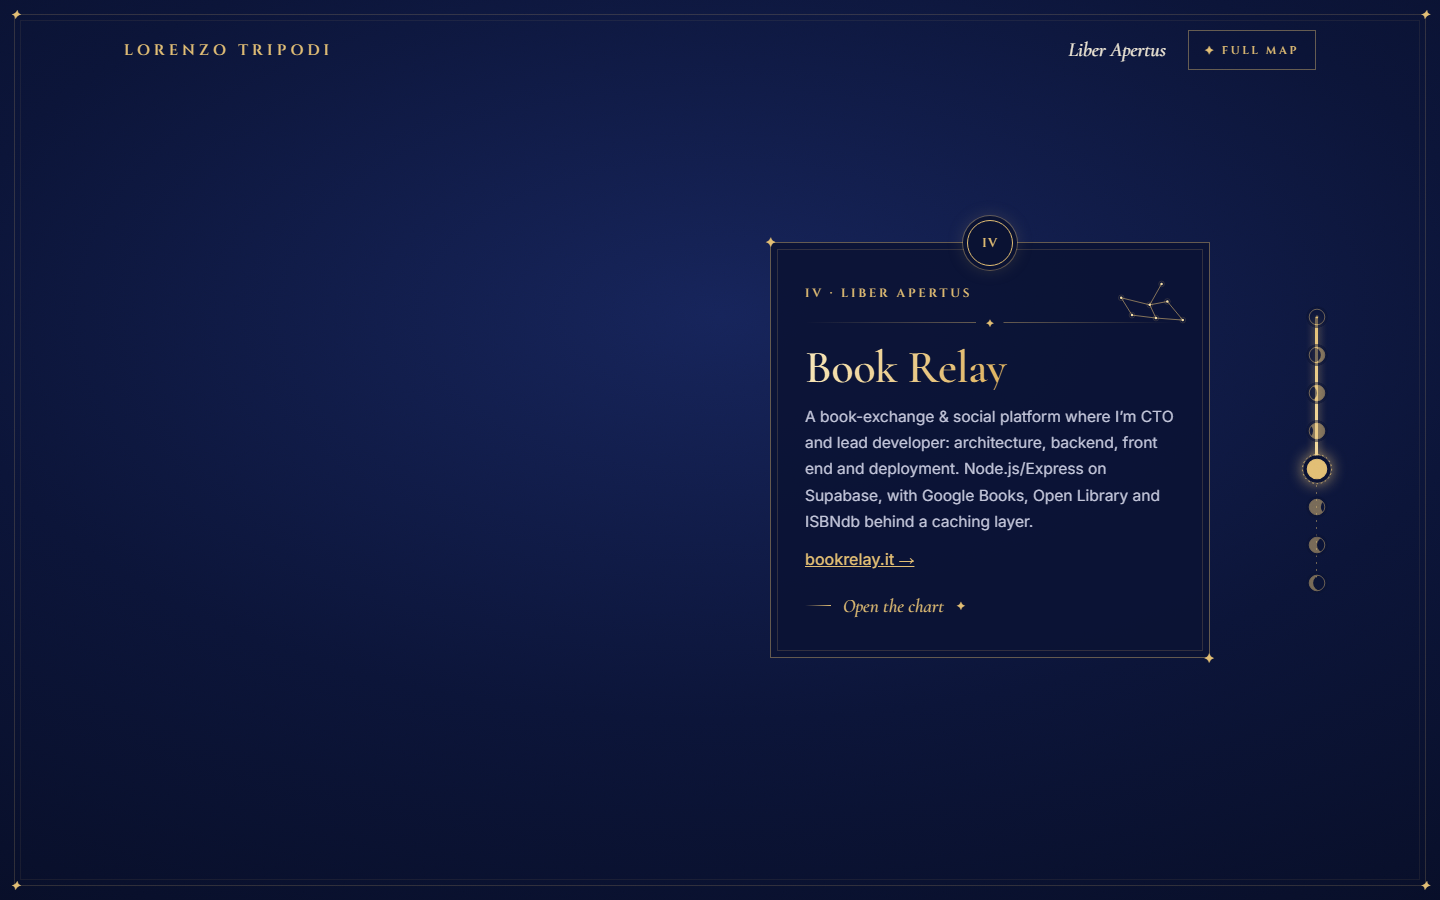 LORENZO TRIPODI
Liber Apertus
✦ FULL MAP
IV
IV · LIBER APERTUS
Book Relay
A book-exchange & social platform where I’m CTO
and lead developer: architecture, backend, front
end and deployment. Node.js/Express on
Supabase, with Google Books, Open Library and
ISBNdb behind a caching layer.
bookrelay.it →
Open the chart ✦